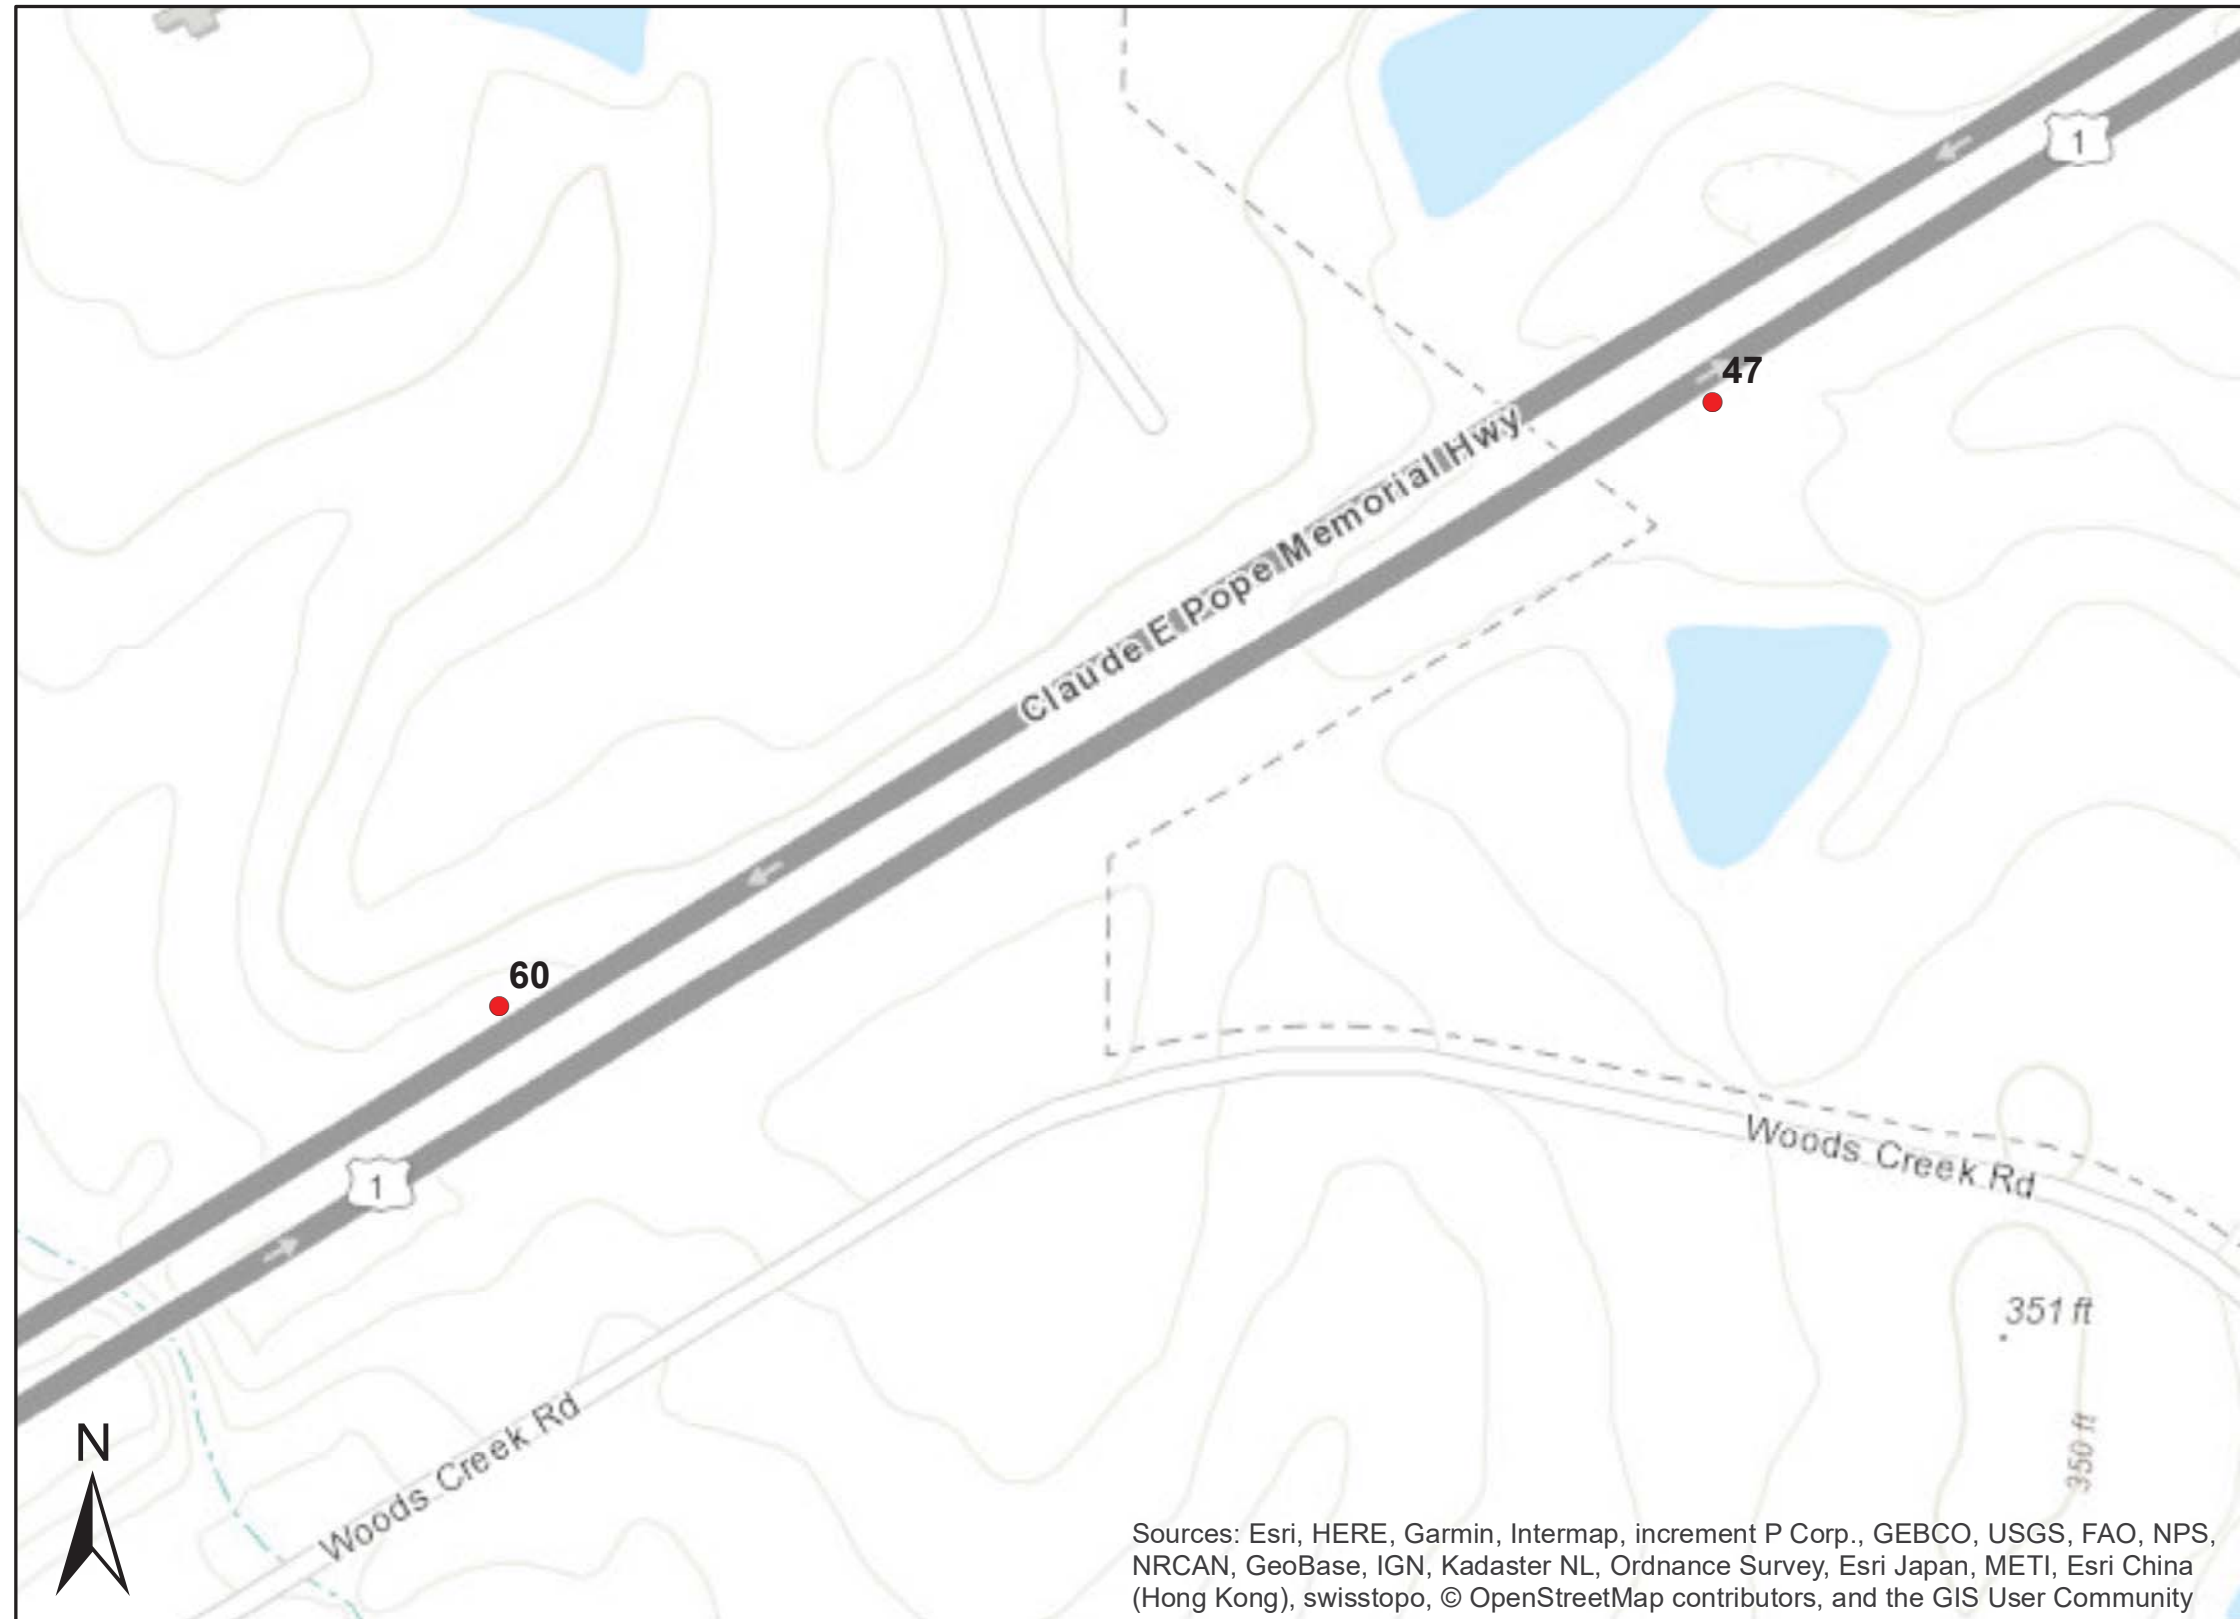 1
47
Claude E Pope Memorial Hwy
60
1
Woods Creek Rd
351 ft
350 ft
N
Woods Creek Rd
Sources: Esri, HERE, Garmin, Intermap, increment P Corp., GEBCO, USGS, FAO, NPS,
NRCAN, GeoBase, IGN, Kadaster NL, Ordnance Survey, Esri Japan, METI, Esri China
(Hong Kong), swisstopo, © OpenStreetMap contributors, and the GIS User Community